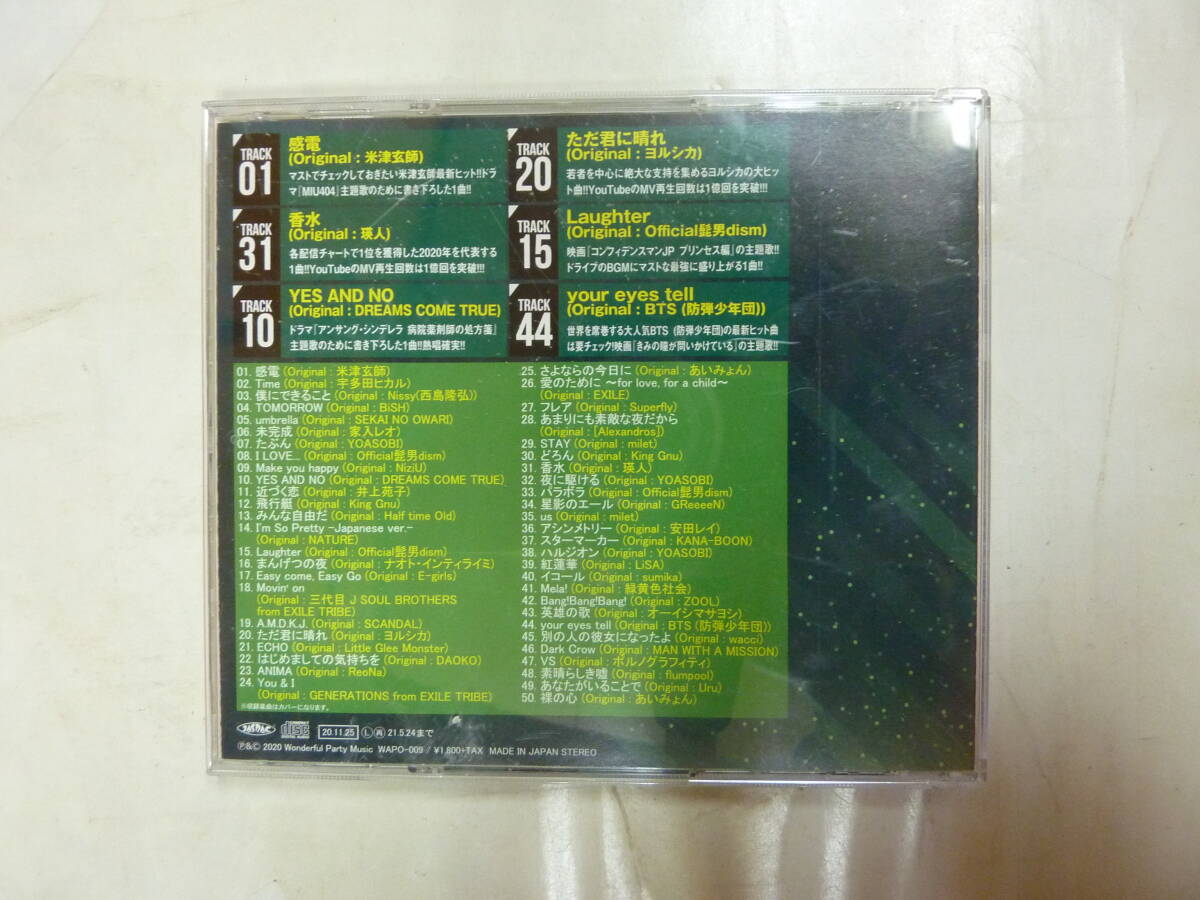 TRACK
01
感電
(Original : 米津玄師)
マストでチェックしておきたい米津玄師最新ヒット!!ドラ
マ『MIU404』主題歌のために書き下ろした1曲!!
TRACK
31
香水
(Original : 瑛人)
各配信チャートで1位を獲得した2020年を代表する
1曲!!YouTubeのMV再生回数は1億回を突破!!!
TRACK
10
YES AND NO
(Original : DREAMS COME TRUE)
ドラマ『アンサング・シンデレラ 病院薬剤師の処方箋』
主題歌のために書き下ろした1曲!!熱唱確実!!
TRACK
20
ただ君に晴れ
(Original : ヨルシカ)
若者を中心に絶大な支持を集めるヨルシカの大ヒッ
ト曲!!YouTubeのMV再生回数は1億回を突破!!!
TRACK
15
Laughter
(Original : Official髭男dism)
映画『コンフィデンスマンJP プリンセス編』の主題歌!!
ドライブのBGMにマストな最強に盛り上がる1曲!!
TRACK
44
your eyes tell
(Original : BTS (防弾少年団))
世界を席巻する大人気BTS (防弾少年団)の最新ヒット曲
は要チェック!映画『きみの瞳が問いかけている』の主題歌!!
01. 感電 (Original : 米津玄師)
02. Time (Original : 宇多田ヒカル)
03. 僕にできること (Original : Nissy(西島隆弘))
04. TOMORROW (Original : BiSH)
05. umbrella (Original : SEKAI NO OWARI)
06. 未完成 (Original : 家入レオ)
07. たぶん (Original : YOASOBI)
08. I LOVE... (Original : Official髭男dism)
09. Make you happy (Original : NiziU)
10. YES AND NO (Original : DREAMS COME TRUE)
11. 近づく恋 (Original : 井上苑子)
12. 飛行艇 (Original : King Gnu)
13. みんな自由だ (Original : Half time Old)
14. I'm So Pretty -Japanese ver.-
(Original : NATURE)
15. Laughter (Original : Official髭男dism)
16. まんげつの夜 (Original : ナオト・インティライミ)
17. Easy come, Easy Go (Original : E-girls)
18. Movin' on
(Original : 三代目 J SOUL BROTHERS
from EXILE TRIBE)
19. A.M.D.K.J. (Original : SCANDAL)
20. ただ君に晴れ (Original : ヨルシカ)
21. ECHO (Original : Little Glee Monster)
22. はじめましての気持ちを (Original : DAOKO)
23. ANIMA (Original : ReoNa)
24. You & I
(Original : GENERATIONS from EXILE TRIBE)
※収録楽曲はカバーになります。
25. さよならの今日に (Original : あいみょん)
26. 愛のために ～for love, for a child～
(Original : EXILE)
27. フレア (Original : Superfly)
28. あまりにも素敵な夜だから
(Original : [Alexandros])
29. STAY (Original : milet)
30. どろん (Original : King Gnu)
31. 香水 (Original : 瑛人)
32. 夜に駆ける (Original : YOASOBI)
33. パラボラ (Original : Official髭男dism)
34. 星影のエール (Original : GReeeeN)
35. us (Original : milet)
36. アシンメトリー (Original : 安田レイ)
37. スターマーカー (Original : KANA-BOON)
38. ハルジオン (Original : YOASOBI)
39. 紅蓮華 (Original : LiSA)
40. イコール (Original : sumika)
41. Mela! (Original : 緑黄色社会)
42. Bang!Bang!Bang! (Original : ZOOL)
43. 英雄の歌 (Original : オーイシマサヨシ)
44. your eyes tell (Original : BTS (防弾少年団))
45. 別の人の彼女になったよ (Original : wacci)
46. Dark Crow (Original : MAN WITH A MISSION)
47. VS (Original : ポルノグラフィティ)
48. 素晴らしき嘘 (Original : flumpool)
49. あなたがいることで (Original : Uru)
50. 裸の心 (Original : あいみょん)
JASRAC COMPACT disc DIGITAL AUDIO 20.11.25 Ⓛ 再 21.5.24まで
Ⓟ&© 2020 Wonderful Party Music WAPO-009 / ¥1,800+TAX MADE IN JAPAN STEREO